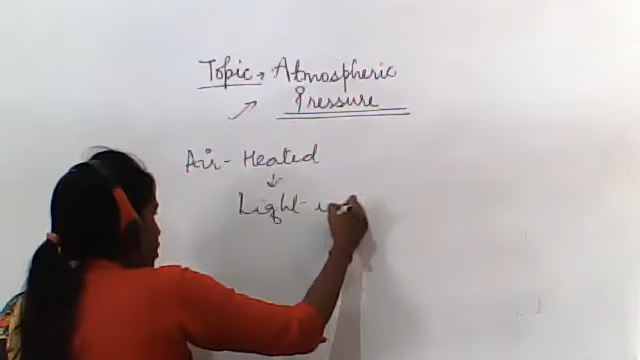 Topic → Atmospheric
Pressure
Air - Heated
↓
Light